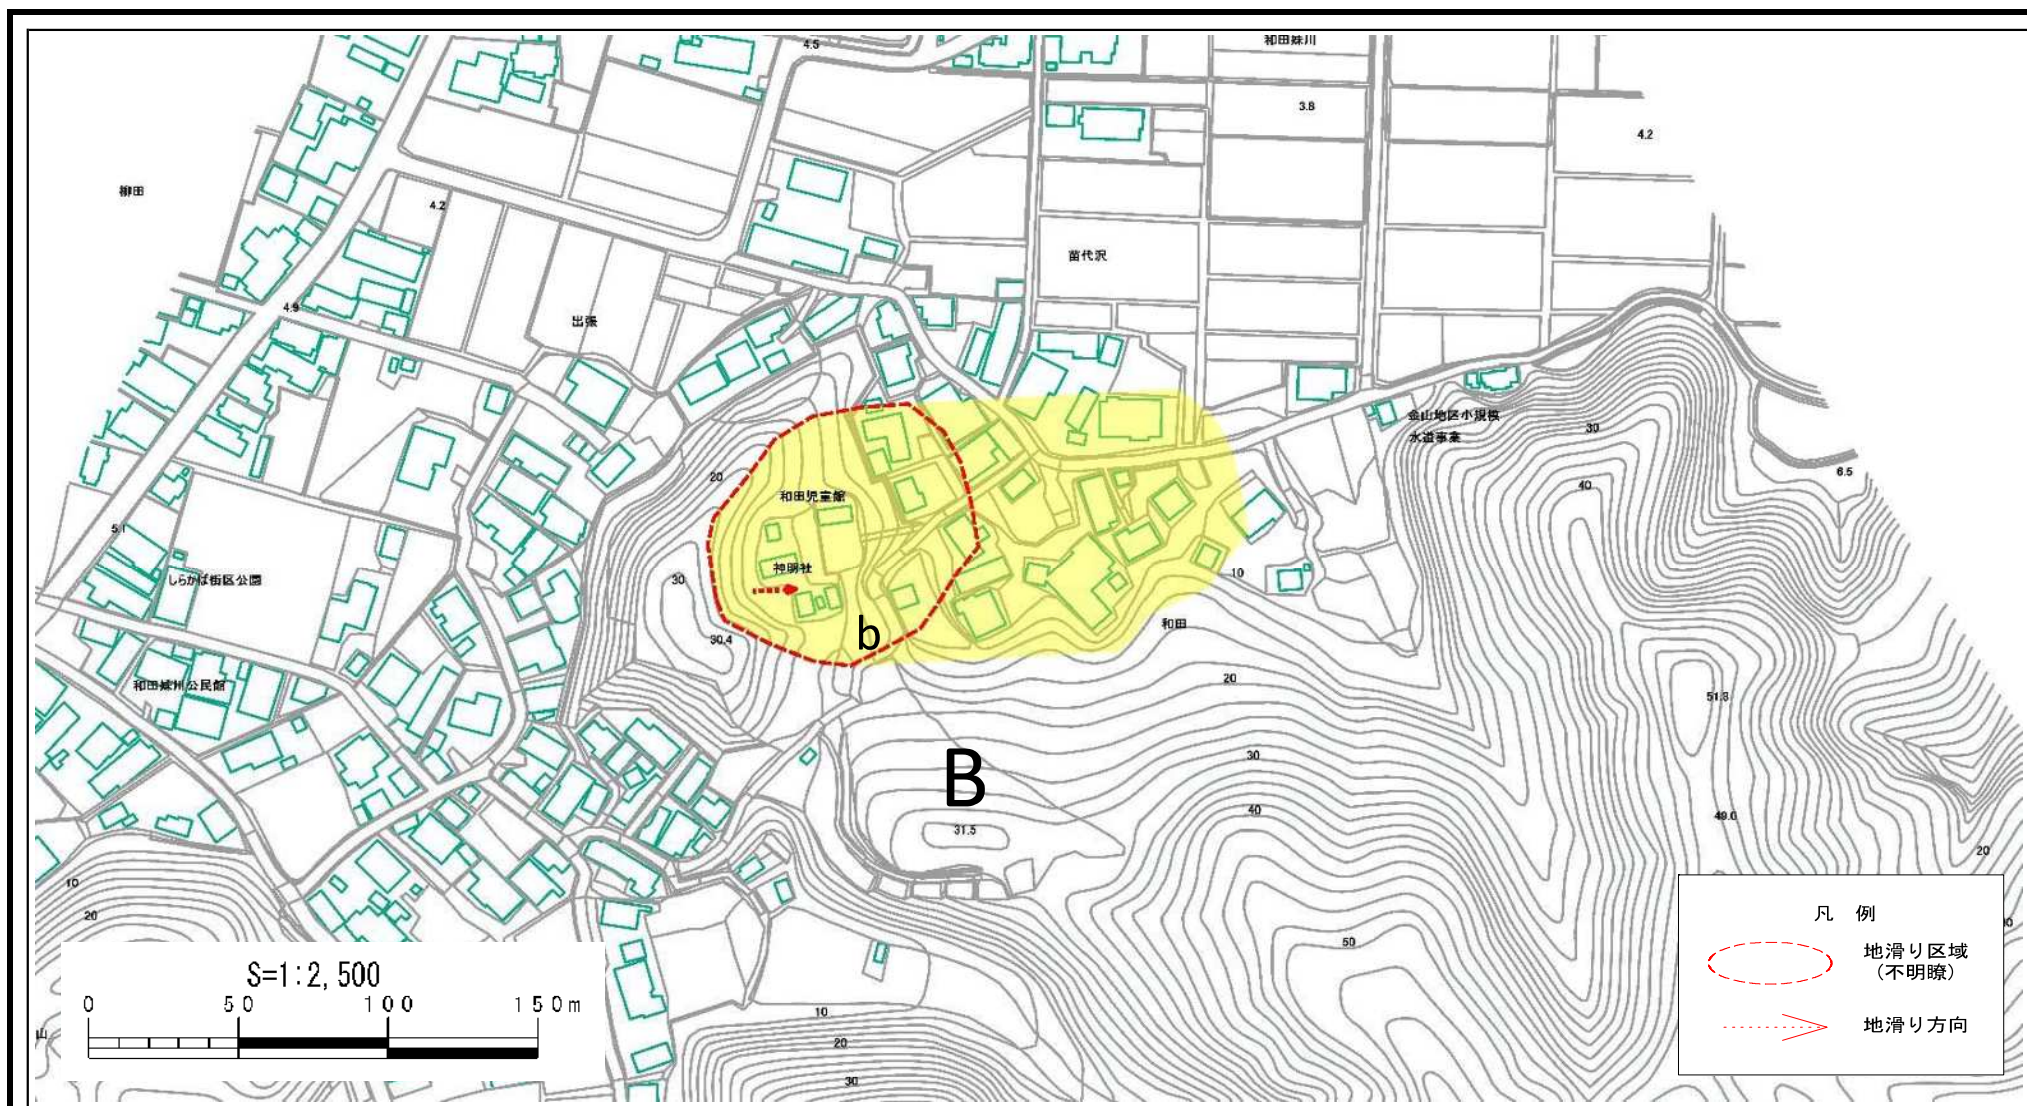 4.5
和田妹川
3.8
4.2
柳田
4.2
苗代沢
4.9
出張
金山地区小規模
水道事業
30
6.5
20
和田児童館
40
5.1
しらかば街区公園
30
神明社
10
30.4
b
和田
和田妹川公民館
20
51.3
30
B
40
49.0
31.5
20
10
20
50
凡 例
地滑り区域
(不明瞭)
地滑り方向
S=1:2,500
0 50 100 150m
10
20
30
山